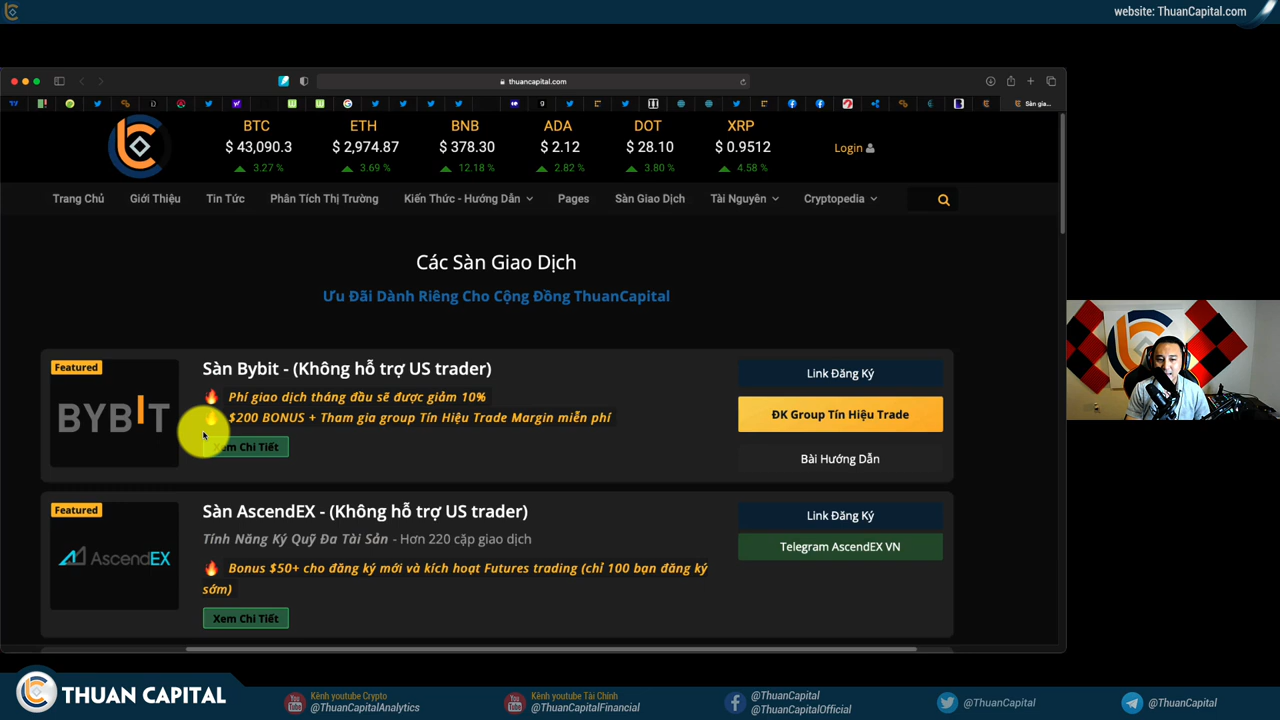 website: ThuanCapital.com
thuancapital.com
Sàn gia...
BTC
$ 43,090.3
3.27 %
ETH
$ 2,974.87
3.69 %
BNB
$ 378.30
12.18 %
ADA
$ 2.12
2.82 %
DOT
$ 28.10
3.80 %
XRP
$ 0.9512
4.58 %
Login
Trang Chủ
Giới Thiệu
Tin Tức
Phân Tích Thị Trường
Kiến Thức - Hướng Dẫn
Pages
Sàn Giao Dịch
Tài Nguyên
Cryptopedia
Các Sàn Giao Dịch
Ưu Đãi Dành Riêng Cho Cộng Đồng ThuanCapital
Featured
BYBIT
Sàn Bybit - (Không hỗ trợ US trader)
Phí giao dịch tháng đầu sẽ được giảm 10%
$200 BONUS + Tham gia group Tín Hiệu Trade Margin miễn phí
Xem Chi Tiết
Link Đăng Ký
ĐK Group Tín Hiệu Trade
Bài Hướng Dẫn
Featured
AscendEX
Sàn AscendEX - (Không hỗ trợ US trader)
Tính Năng Ký Quỹ Đa Tài Sản - Hơn 220 cặp giao dịch
Bonus $50+ cho đăng ký mới và kích hoạt Futures trading (chỉ 100 bạn đăng ký
sớm)
Xem Chi Tiết
Link Đăng Ký
Telegram AscendEX VN
THUAN CAPITAL
Kênh youtube Crypto
@ThuanCapitalAnalytics
Kênh youtube Tài Chính
@ThuanCapitalFinancial
@ThuanCapital
@ThuanCapitalOfficial
@ThuanCapital
@ThuanCapital